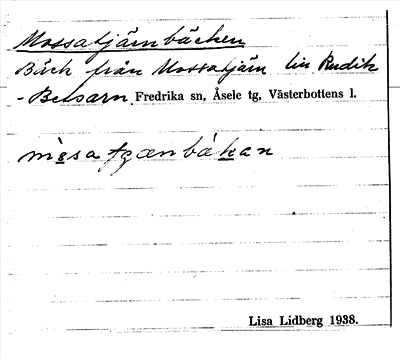 Mossatjärnbäcken
Bäck från Mossatjärn till Rudik
- Betsarn. Fredrika sn, Åsele tg, Västerbottens l.
Lisa Lidberg 1938.